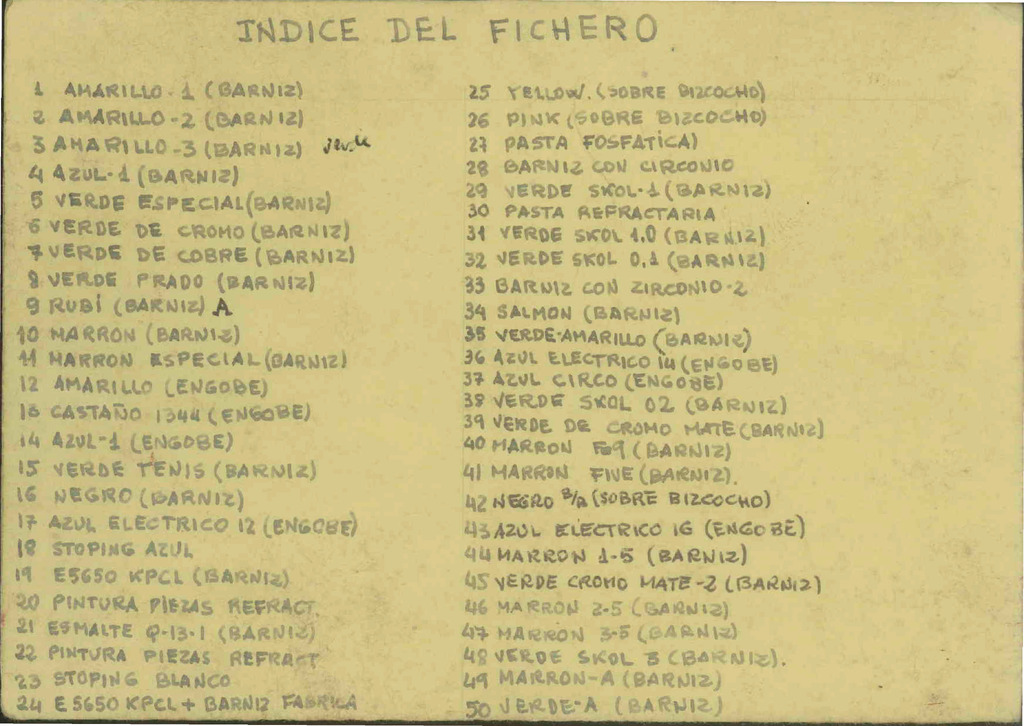 INDICE DEL FICHERO
1 AMARILLO-1 (BARNIZ)
2 AMARILLO-2 (BARNIZ)
3 AMARILLO-3 (BARNIZ)
4 AZUL-1 (BARNIZ)
5 VERDE ESPECIAL (BARNIZ)
6 VERDE DE CROMO (BARNIZ)
7 VERDE DE COBRE (BARNIZ)
8 VERDE PRADO (BARNIZ)
9 RUBÍ (BARNIZ) A
10 MARRON (BARNIZ)
11 MARRON ESPECIAL (BARNIZ)
12 AMARILLO (ENGOBE)
13 CASTAÑO 1344 (ENGOBE)
14 AZUL-1 (ENGOBE)
15 VERDE TENIS (BARNIZ)
16 NEGRO (BARNIZ)
17 AZUL ELECTRICO 12 (ENGOBE)
18 STOPING AZUL
19 E5650 KPCL (BARNIZ)
20 PINTURA PIEZAS REFRACT.
21 ESMALTE Q-13-1 (BARNIZ)
22 PINTURA PIEZAS REFRACT
23 STOPING BLANCO
24 E5650 KPCL + BARNIZ FABRICA
25 YELLOW. (SOBRE BIZCOCHO)
26 PINK (SOBRE BIZCOCHO)
27 PASTA FOSFATICA)
28 BARNIZ CON CIRCONIO
29 VERDE SKOL-1 (BARNIZ)
30 PASTA REFRACTARIA
31 VERDE SKOL 1.0 (BARNIZ)
32 VERDE SKOL 0,1 (BARNIZ)
33 BARNIZ CON ZIRCONIO-2
34 SALMON (BARNIZ)
35 VERDE-AMARILLO (BARNIZ)
36 AZUL ELECTRICO 14 (ENGOBE)
37 AZUL CIRCO (ENGOBE)
38 VERDE SKOL 02 (BARNIZ)
39 VERDE DE CROMO MATE (BARNIZ)
40 MARRON (BARNIZ)
41 MARRON FIVE (BARNIZ).
42 NEGRO (SOBRE BIZCOCHO)
43 AZUL ELECTRICO 16 (ENGOBE)
44 MARRON 1-5 (BARNIZ)
45 VERDE CROMO MATE-2 (BARNIZ)
46 MARRON 2-5 (BARNIZ)
47 MARRON 3-5 (BARNIZ)
48 VERDE SKOL 3 (BARNIZ).
49 MARRON-A (BARNIZ)
50 VERDE-A (BARNIZ)